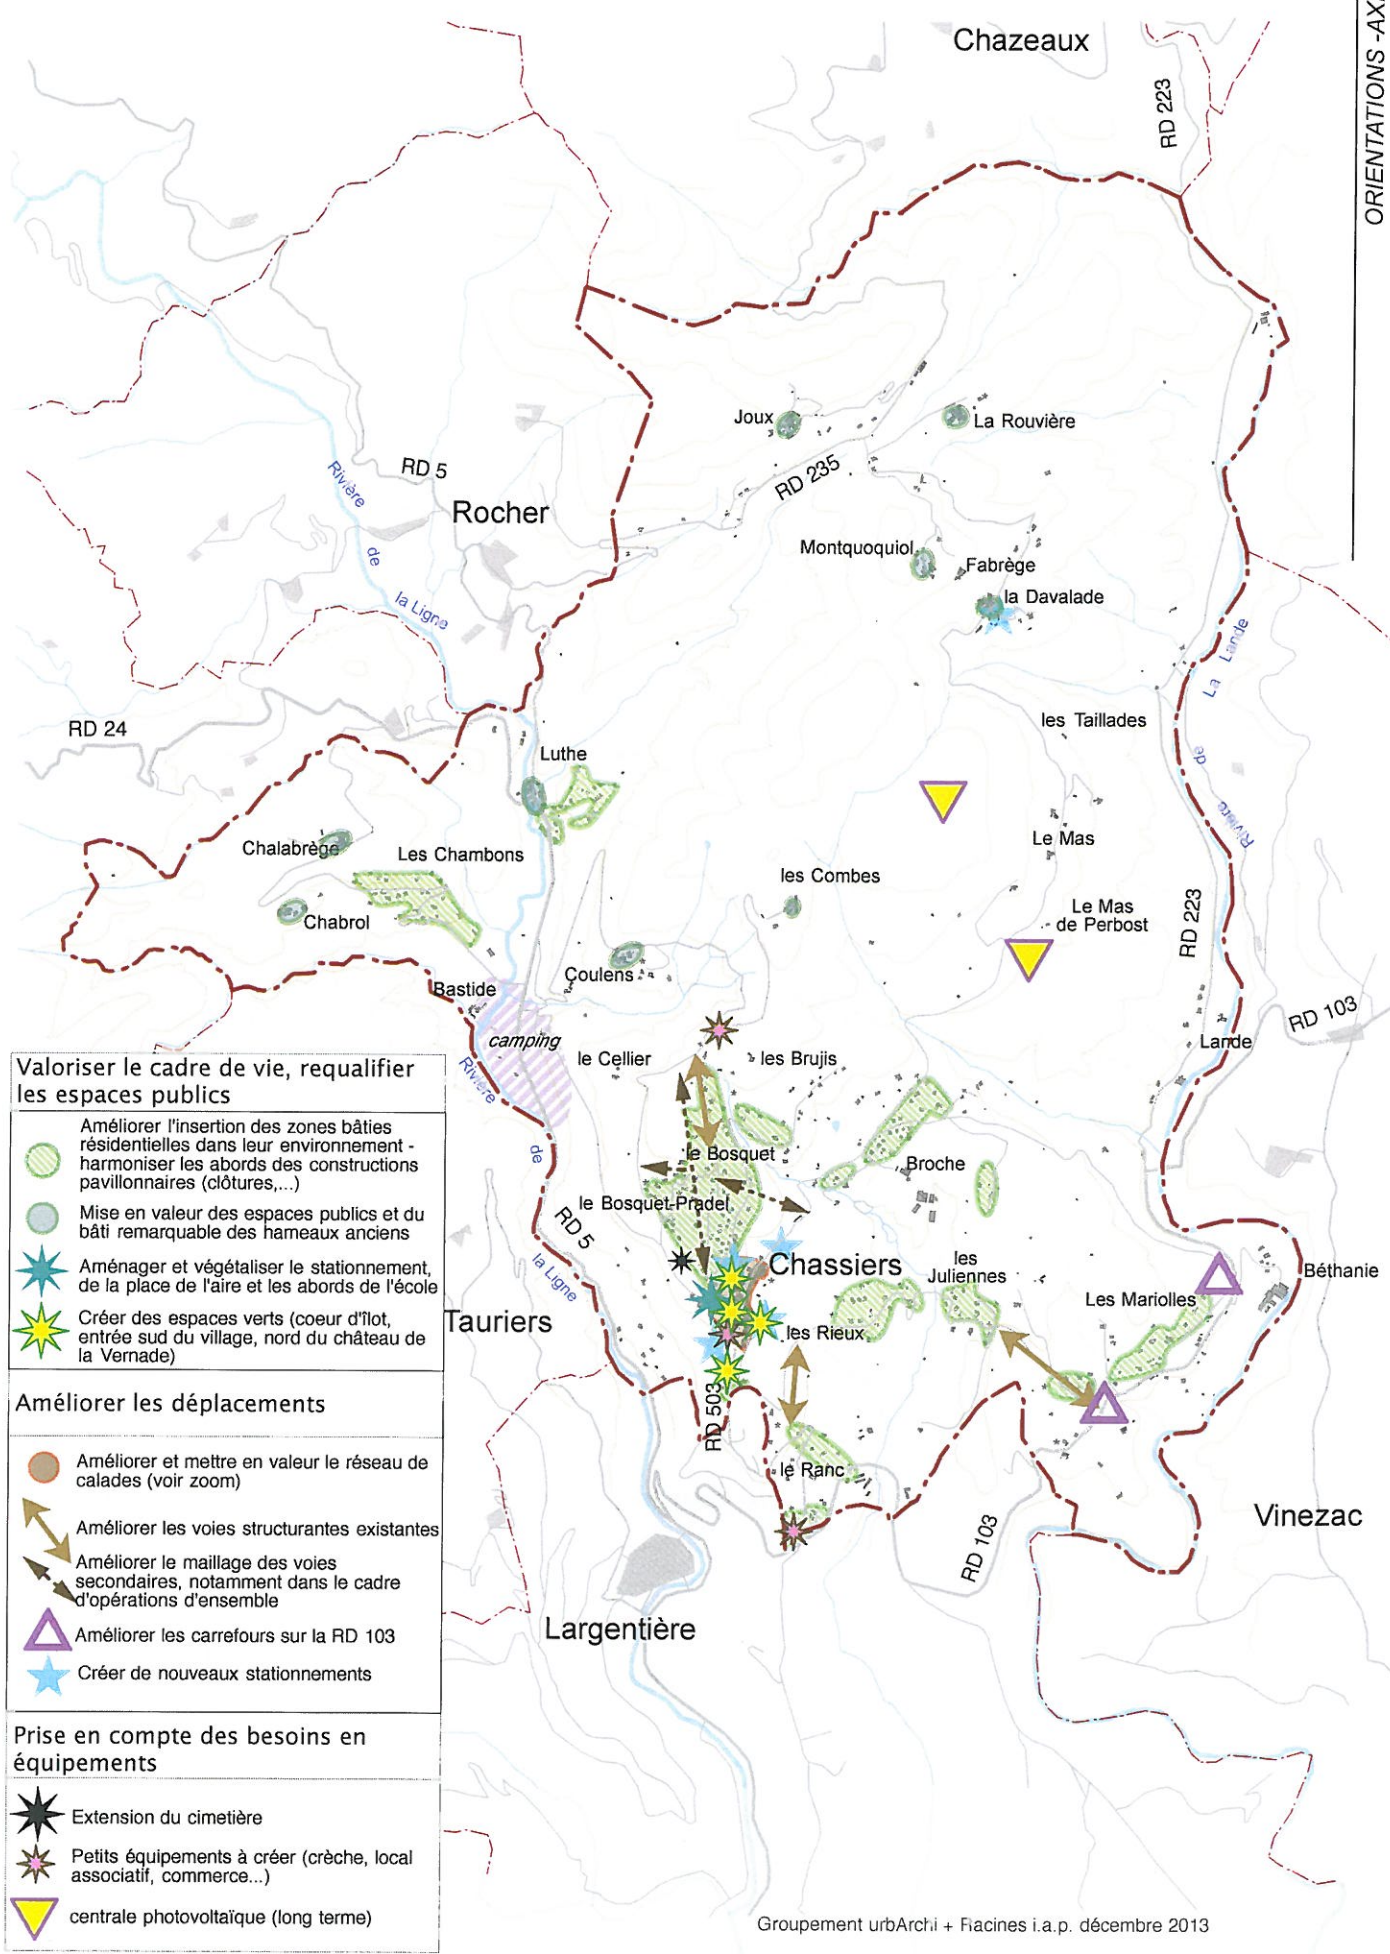 ORIENTATIONS -AX
Chazeaux
RD 223
Joux
La Rouvière
RD 5
RD 235
Rivière
de
la Ligne
Rocher
Montquoquiol
Fabrège
la Davalade
La Lande
de
Rivière
RD 24
les Taillades
Luthe
Le Mas
Chalabrège
Les Chambons
les Combes
Chabrol
Le Mas
de Perbost
RD 223
Coulens
Bastide
RD 103
camping
Lande
le Cellier
les Brujis
Rivière
de
la Ligne
le Bosquet
Broche
le Bosquet-Pradel
RD 5
Chassiers
les
Juliennes
Béthanie
Les Mariolles
Tauriers
les Rieux
RD 503
le Ranc
Vinezac
RD 103
Largentière
Valoriser le cadre de vie, requalifier
les espaces publics
Améliorer l'insertion des zones bâties
résidentielles dans leur environnement -
harmoniser les abords des constructions
pavillonnaires (clôtures,...)
Mise en valeur des espaces publics et du
bâti remarquable des hameaux anciens
Aménager et végétaliser le stationnement,
de la place de l'aire et les abords de l'école
Créer des espaces verts (coeur d'îlot,
entrée sud du village, nord du château de
la Vernade)
Améliorer les déplacements
Améliorer et mettre en valeur le réseau de
calades (voir zoom)
Améliorer les voies structurantes existantes
Améliorer le maillage des voies
secondaires, notamment dans le cadre
d'opérations d'ensemble
Améliorer les carrefours sur la RD 103
Créer de nouveaux stationnements
Prise en compte des besoins en
équipements
Extension du cimetière
Petits équipements à créer (crèche, local
associatif, commerce...)
centrale photovoltaïque (long terme)
Groupement urbArchi + Racines i.a.p. décembre 2013